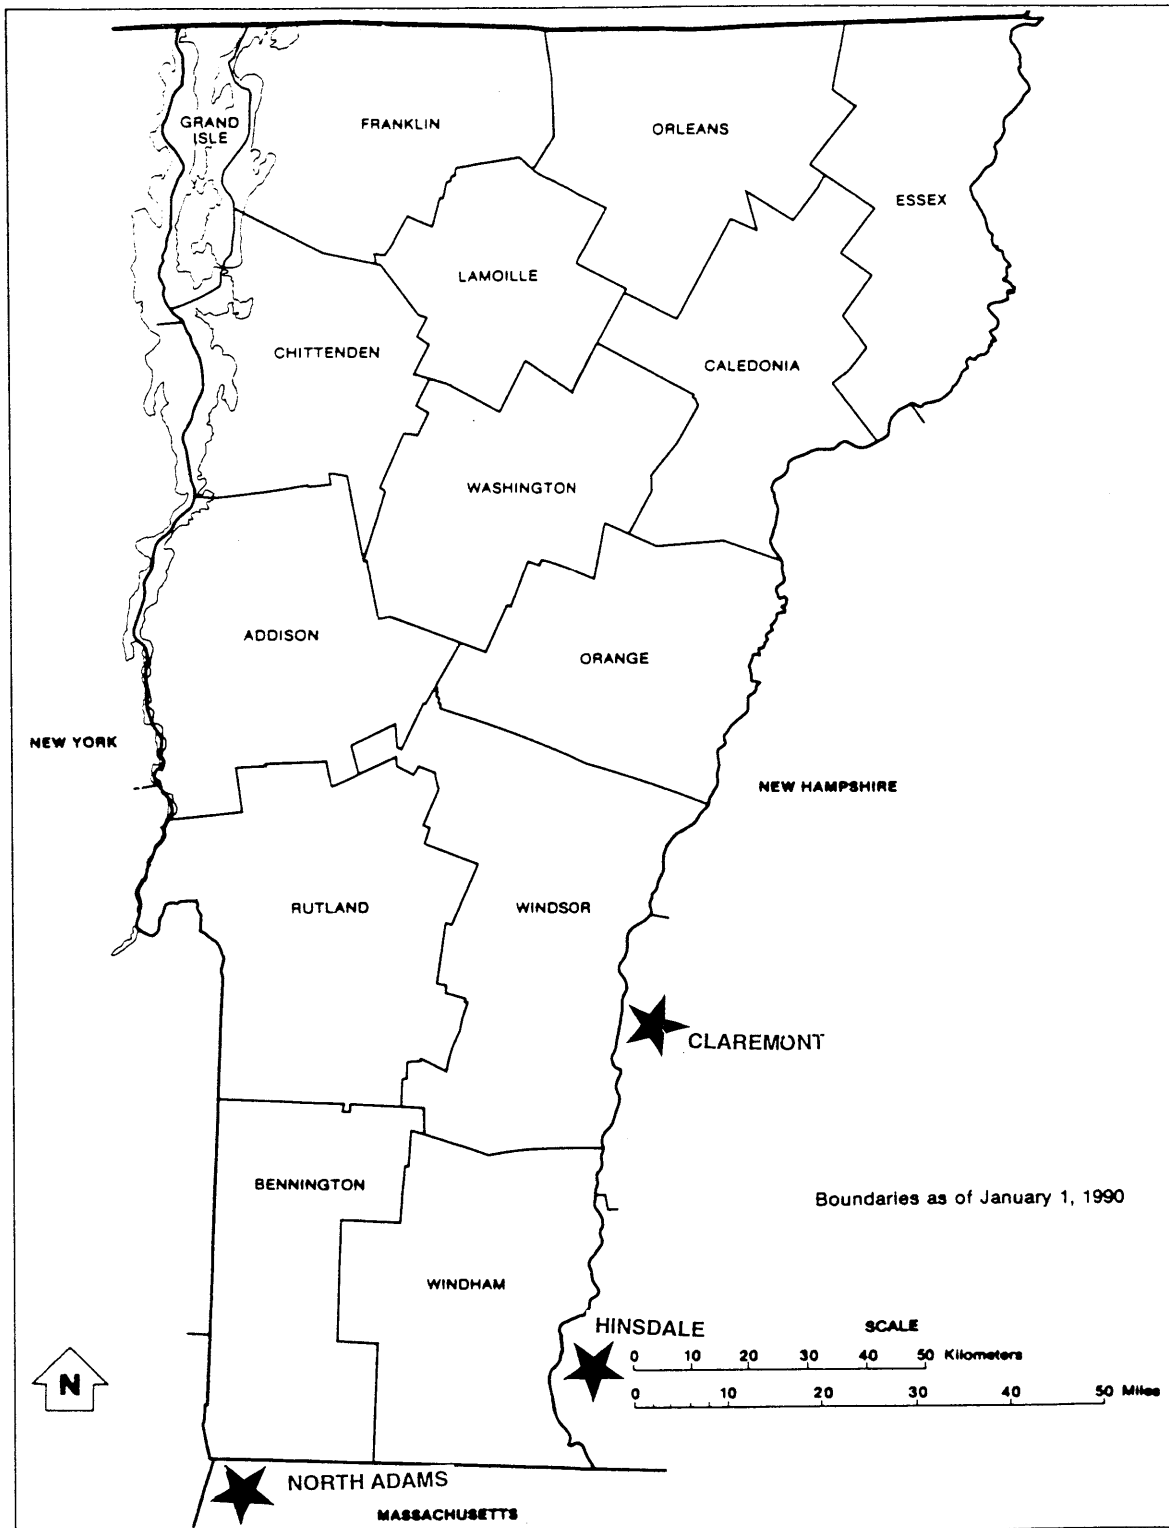 GRAND
ISLE
FRANKLIN
ORLEANS
ESSEX
LAMOILLE
CHITTENDEN
CALEDONIA
WASHINGTON
ADDISON
ORANGE
NEW YORK
NEW HAMPSHIRE
RUTLAND
WINDSOR
CLAREMONT
BENNINGTON
Boundaries as of January 1, 1990
WINDHAM
HINSDALE
SCALE
0 10 20 30 40 50 Kilometers
0 10 20 30 40 50 Miles
N
NORTH ADAMS
MASSACHUSETTS